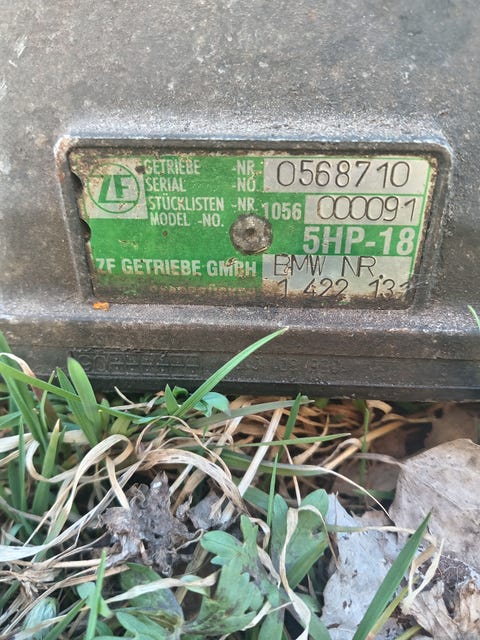 ZF
GETRIEBE -NR. 0568710
SERIAL -NO.
STÜCKLISTEN -NR. 1056 000091
MODEL -NO.
5HP-18
ZF GETRIEBE GMBH BMW NR.
1 422 131